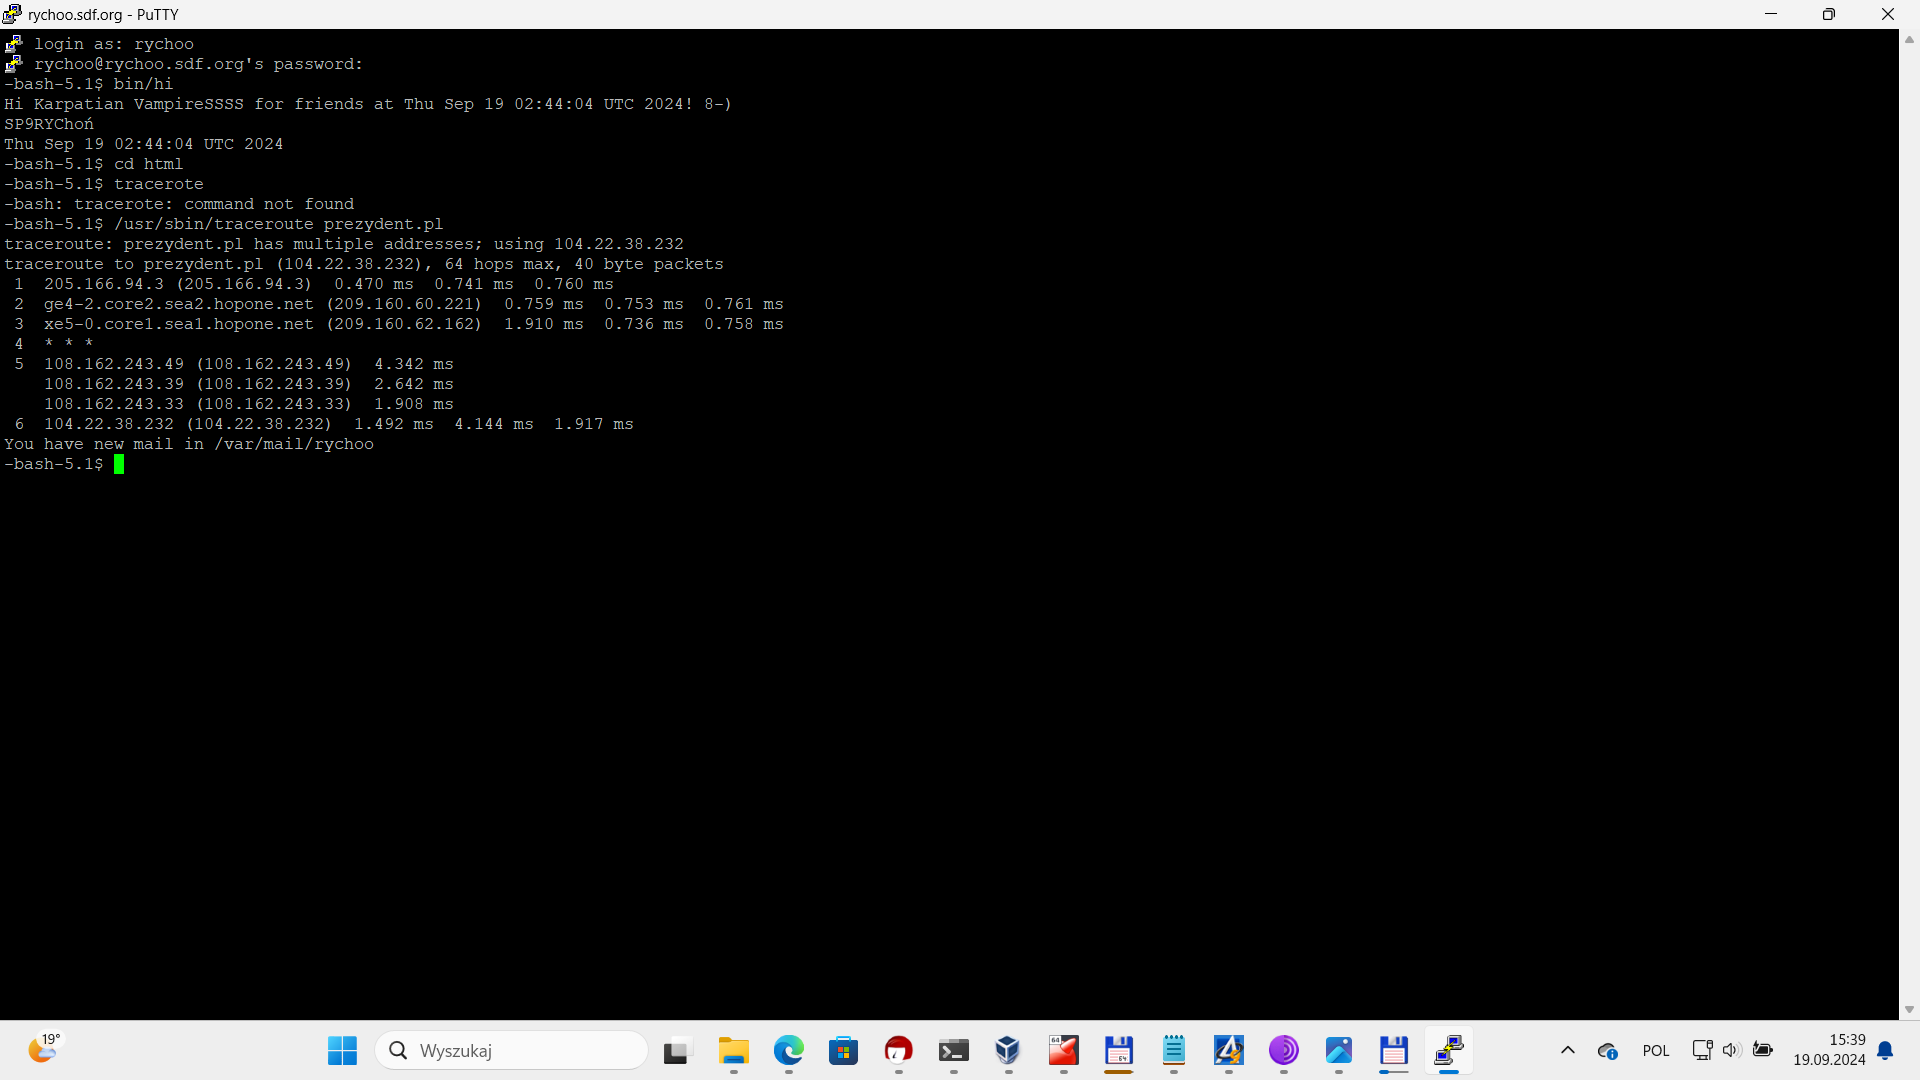 rychoo.sdf.org - PuTTY
login as: rychoo
rychoo@rychoo.sdf.org's password:
-bash-5.1$ bin/hi
Hi Karpatian VampireSSSS for friends at Thu Sep 19 02:44:04 UTC 2024! 8-)
SP9RYChoń
Thu Sep 19 02:44:04 UTC 2024
-bash-5.1$ cd html
-bash-5.1$ tracerote
-bash: tracerote: command not found
-bash-5.1$ /usr/sbin/traceroute prezydent.pl
traceroute: prezydent.pl has multiple addresses; using 104.22.38.232
traceroute to prezydent.pl (104.22.38.232), 64 hops max, 40 byte packets
1  205.166.94.3 (205.166.94.3)  0.470 ms  0.741 ms  0.760 ms
2  ge4-2.core2.sea2.hopone.net (209.160.60.221)  0.759 ms  0.753 ms  0.761 ms
3  xe5-0.core1.sea1.hopone.net (209.160.62.162)  1.910 ms  0.736 ms  0.758 ms
4  * * *
5  108.162.243.49 (108.162.243.49)  4.342 ms
108.162.243.39 (108.162.243.39)  2.642 ms
108.162.243.33 (108.162.243.33)  1.908 ms
6  104.22.38.232 (104.22.38.232)  1.492 ms  4.144 ms  1.917 ms
You have new mail in /var/mail/rychoo
-bash-5.1$
19°
Wyszukaj
64
64
POL
15:39
19.09.2024